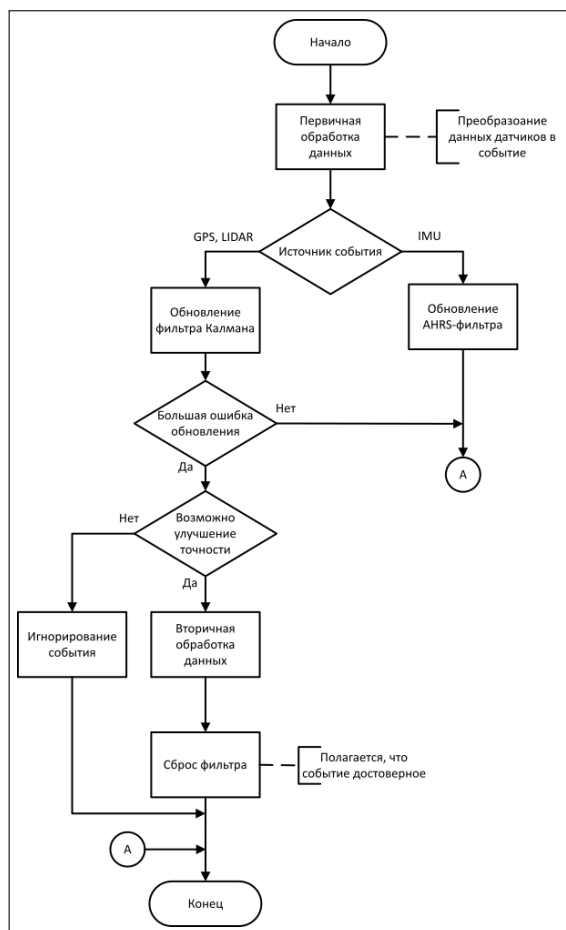 Начало
Первичная
обработка
данных
Преобразоание
данных датчиков в
событие
GPS, LIDAR
Источник события
IMU
Обновление
фильтра Калмана
Обновление
AHRS-фильтра
Большая ошибка
обновления
Нет
Да
А
Нет
Возможно
улучшение
точности
Да
Игнорирование
события
Вторичная
обработка
данных
Сброс фильтра
Полагается, что
событие достоверное
А
Конец